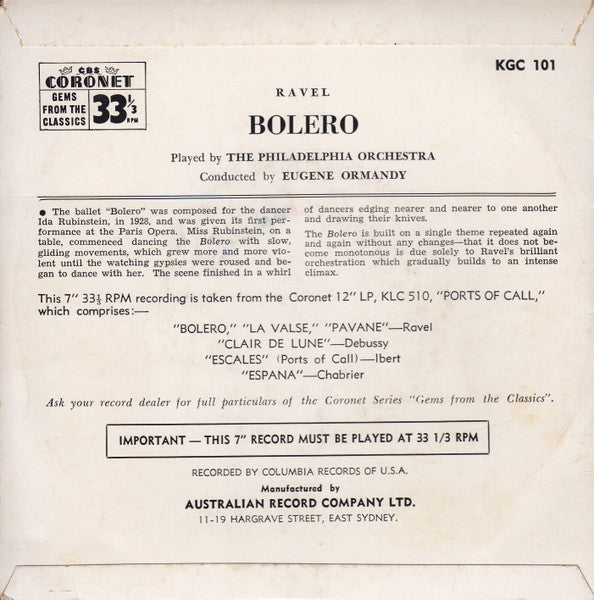 CBS
CORONET
GEMS
FROM THE
CLASSICS
33⅓
RPM
KGC 101
RAVEL
BOLERO
Played by THE PHILADELPHIA ORCHESTRA
Conducted by EUGENE ORMANDY
● The ballet "Bolero" was composed for the dancer
Ida Rubinstein, in 1928, and was given its first per-
formance at the Paris Opera. Miss Rubinstein, on a
table, commenced dancing the Bolero with slow,
gliding movements, which grew more and more vio-
lent until the watching gypsies were roused and be-
gan to dance with her. The scene finished in a whirl
of dancers edging nearer and nearer to one another
and drawing their knives.
The Bolero is built on a single theme repeated again
and again without any changes—that it does not be-
come monotonous is due solely to Ravel's brilliant
orchestration which gradually builds to an intense
climax.
This 7" 33⅓ RPM recording is taken from the Coronet 12" LP, KLC 510, "PORTS OF CALL,"
which comprises:—
"BOLERO," "LA VALSE," "PAVANE"—Ravel
"CLAIR DE LUNE"—Debussy
"ESCALES" (Ports of Call)—Ibert
"ESPANA"—Chabrier
Ask your record dealer for full particulars of the Coronet Series "Gems from the Classics".
IMPORTANT — THIS 7" RECORD MUST BE PLAYED AT 33 1/3 RPM
RECORDED BY COLUMBIA RECORDS OF U.S.A.
Manufactured by
AUSTRALIAN RECORD COMPANY LTD.
11-19 HARGRAVE STREET, EAST SYDNEY.